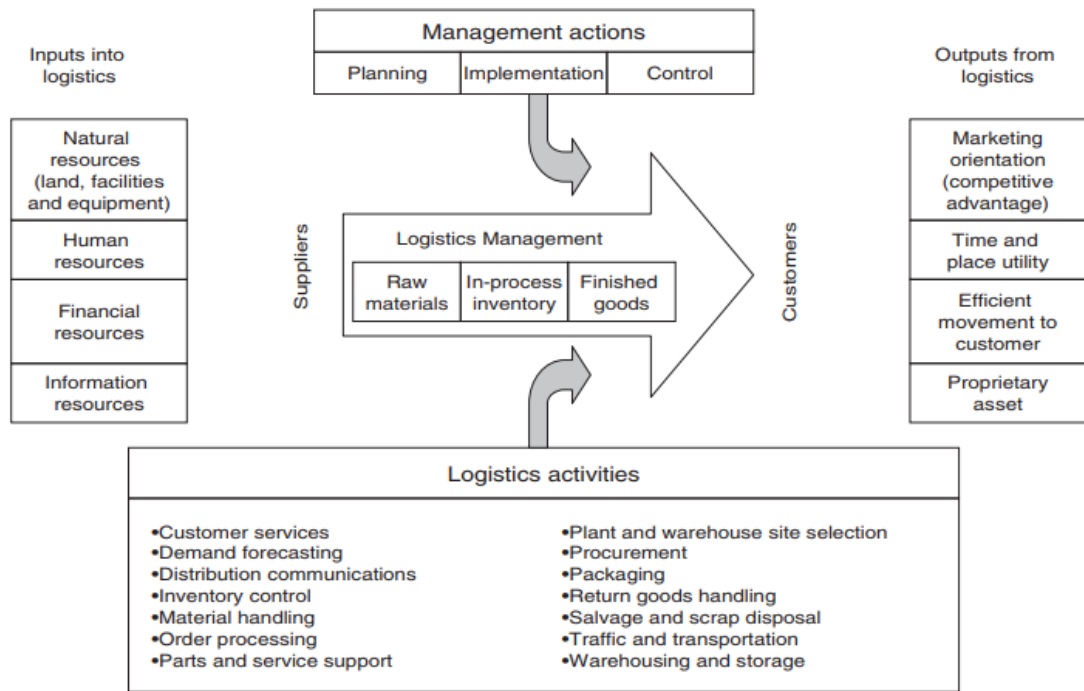 Management actions
Planning
Implementation
Control
Inputs into
logistics
Natural
resources
(land, facilities
and equipment)
Human
resources
Financial
resources
Information
resources
Suppliers
Logistics Management
Raw
materials
In-process
inventory
Finished
goods
Customers
Outputs from
logistics
Marketing
orientation
(competitive
advantage)
Time and
place utility
Efficient
movement to
customer
Proprietary
asset
Logistics activities
•Customer services
•Demand forecasting
•Distribution communications
•Inventory control
•Material handling
•Order processing
•Parts and service support
•Plant and warehouse site selection
•Procurement
•Packaging
•Return goods handling
•Salvage and scrap disposal
•Traffic and transportation
•Warehousing and storage